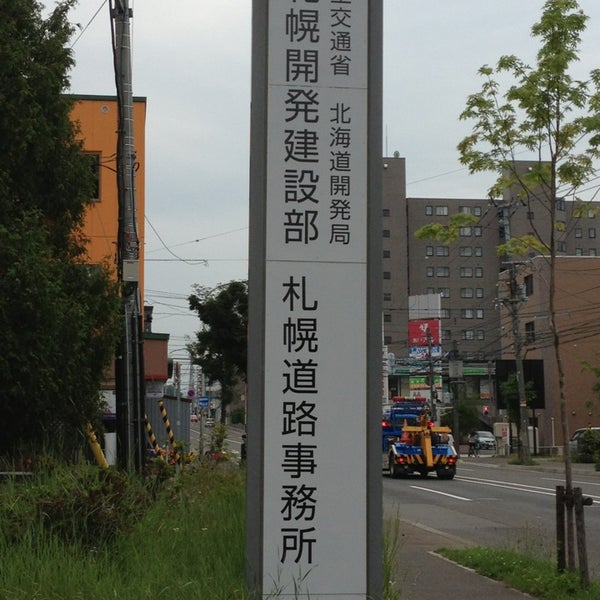 交通省 北海道開発局
幌開発建設部
札幌道路事務所